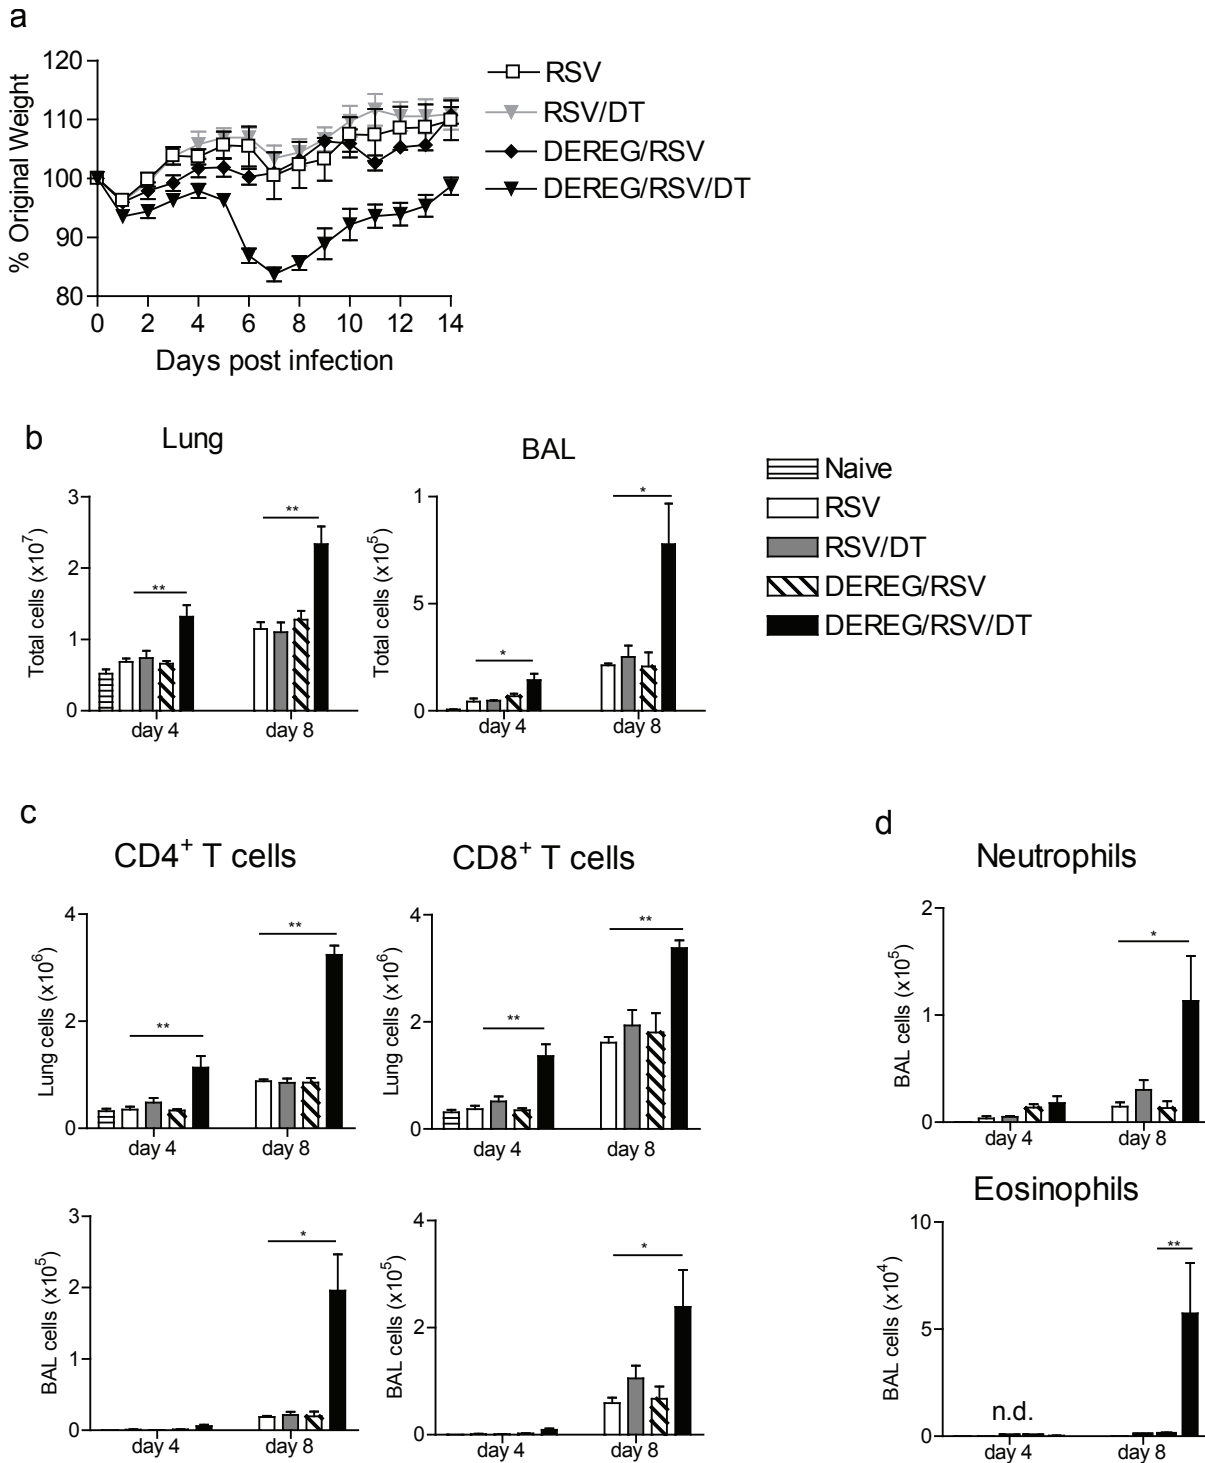 a
120
110
100
90
80
% Original Weight
0 2 4 6 8 10 12 14
Days post infection
RSV
RSV/DT
DEREG/RSV
DEREG/RSV/DT
b
Lung
3
2
1
0
Total cells (x10⁷)
**
**
day 4
day 8
BAL
1
5
0
Total cells (x10⁵)
*
*
day 4
day 8
Naive
RSV
RSV/DT
DEREG/RSV
DEREG/RSV/DT
c
CD4⁺ T cells
4
2
0
Lung cells (x10⁶)
**
**
day 4
day 8
CD8⁺ T cells
4
2
0
Lung cells (x10⁶)
**
**
day 4
day 8
3
2
1
0
BAL cells (x10⁵)
*
day 4
day 8
4
2
0
BAL cells (x10⁵)
*
day 4
day 8
d
Neutrophils
2
1
0
BAL cells (x10⁵)
*
day 4
day 8
Eosinophils
10
5
0
BAL cells (x10⁴)
n.d.
**
day 4
day 8